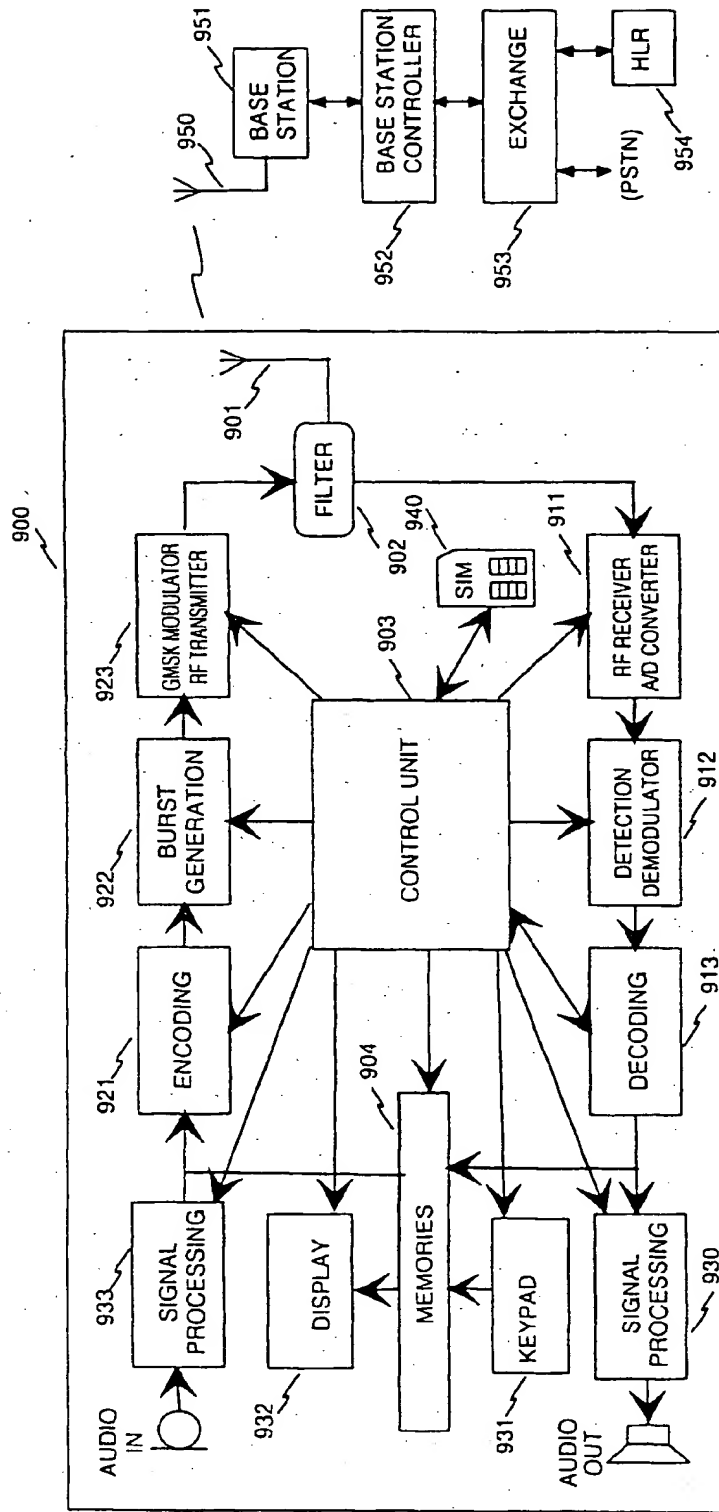 900
AUDIO
IN
933
SIGNAL
PROCESSING
921
ENCODING
922
BURST
GENERATION
923
GMSK MODULATOR
RF TRANSMITTER
901
FILTER
902
932
DISPLAY
904
MEMORIES
903
CONTROL UNIT
940
SIM
931
KEYPAD
AUDIO
OUT
SIGNAL
PROCESSING
930
DECODING
913
DETECTION
DEMODULATOR
912
RF RECEIVER
A/D CONVERTER
911
950
951
BASE
STATION
952
BASE STATION
CONTROLLER
953
EXCHANGE
(PSTN)
HLR
954